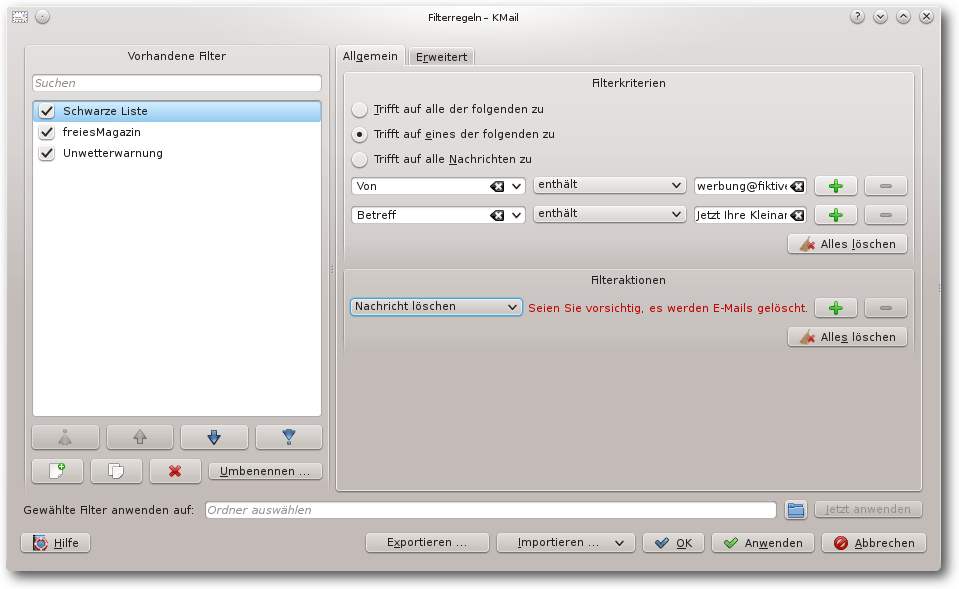 Filterregeln – KMail
Vorhandene Filter
Suchen
Schwarze Liste
freiesMagazin
Unwetterwarnung
Umbenennen ...
Allgemein
Erweitert
Filterkriterien
Trifft auf alle der folgenden zu
Trifft auf eines der folgenden zu
Trifft auf alle Nachrichten zu
Von
enthält
werbung@fiktive
Betreff
enthält
Jetzt Ihre Kleinar
Alles löschen
Filteraktionen
Nachricht löschen
Seien Sie vorsichtig, es werden E-Mails gelöscht.
Alles löschen
Gewählte Filter anwenden auf:
Ordner auswählen
Jetzt anwenden
Hilfe
Exportieren ...
Importieren ...
OK
Anwenden
Abbrechen